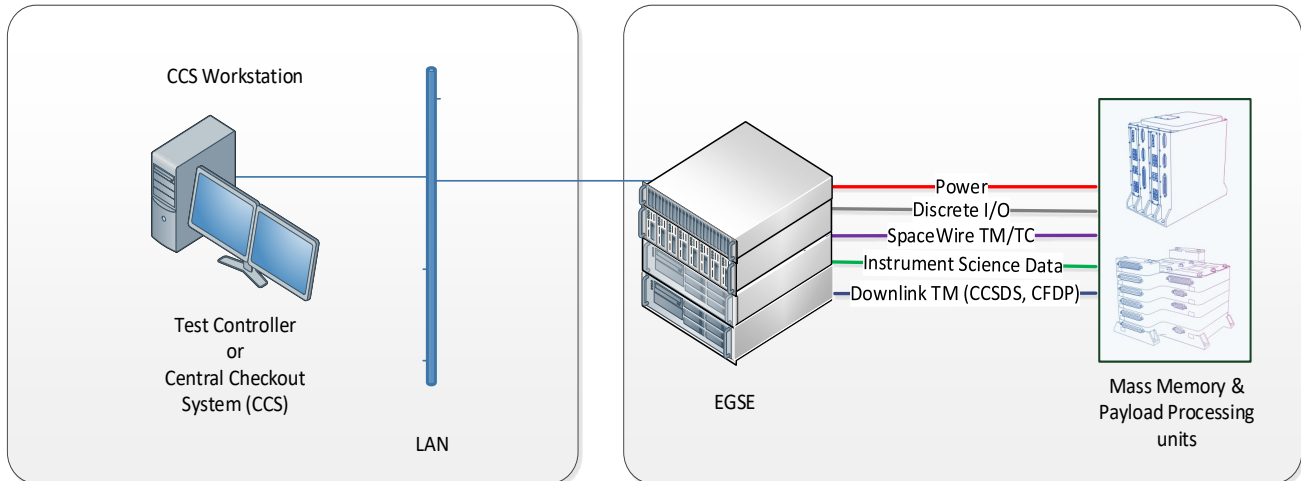 CCS Workstation
Test Controller
or
Central Checkout
System (CCS)
LAN
EGSE
Power
Discrete I/O
SpaceWire TM/TC
Instrument Science Data
Downlink TM (CCSDS, CFDP)
Mass Memory &
Payload Processing
units